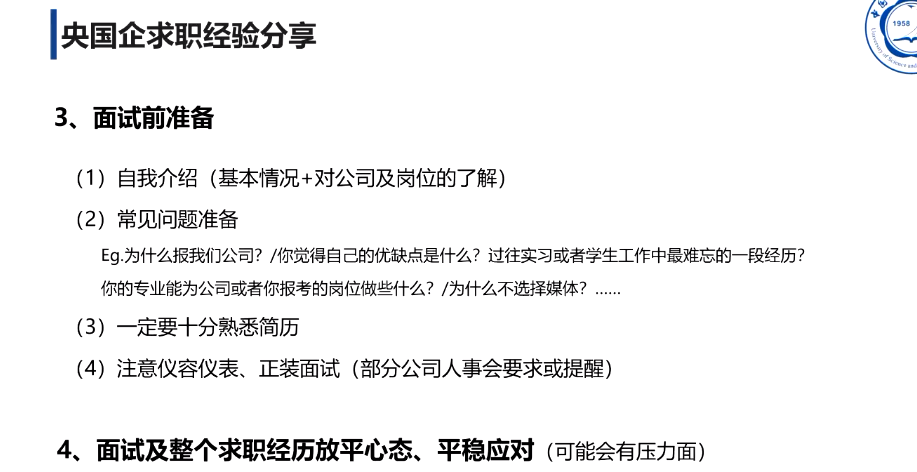 央国企求职经验分享
1958
University of Science and
3、面试前准备
（1）自我介绍（基本情况+对公司及岗位的了解）
（2）常见问题准备
Eg.为什么报我们公司？/你觉得自己的优缺点是什么？过往实习或者学生工作中最难忘的一段经历？
你的专业能为公司或者你报考的岗位做些什么？/为什么不选择媒体？......
（3）一定要十分熟悉简历
（4）注意仪容仪表、正装面试（部分公司人事会要求或提醒）
4、面试及整个求职经历放平心态、平稳应对（可能会有压力面）